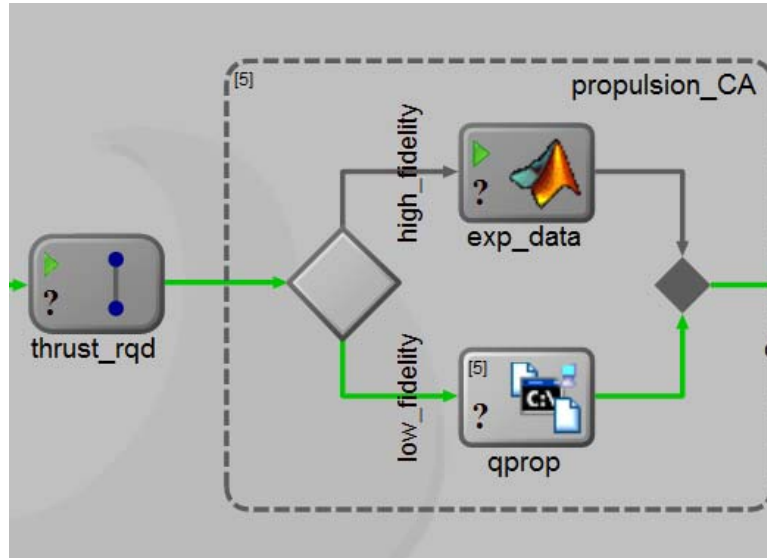 [5]
propulsion_CA
high_fidelity
?
exp_data
?
thrust_rqd
low_fidelity
[5]
C:\
?
qprop